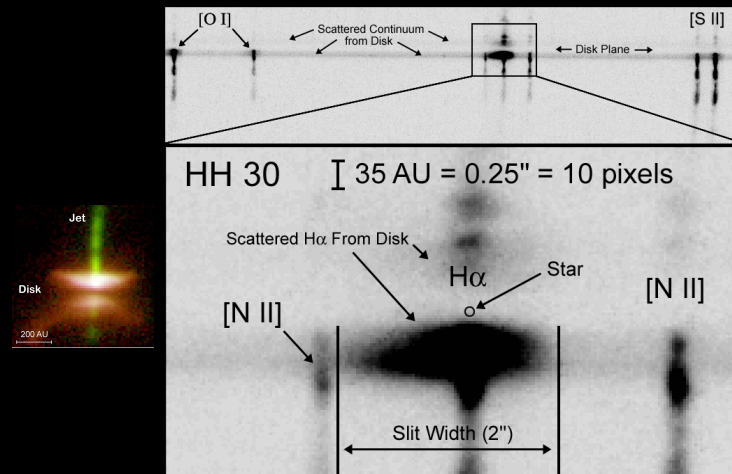 [O I]
Scattered Continuum
from Disk
Disk Plane
[S II]
HH 30
35 AU = 0.25" = 10 pixels
Scattered Hα From Disk
Hα
Star
[N II]
[N II]
Slit Width (2")
Jet
Disk
200 AU